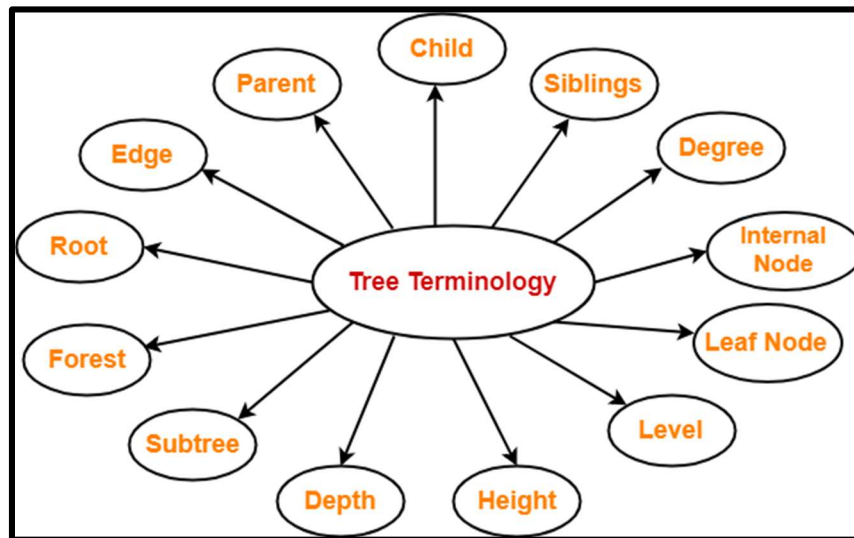 Child
Parent
Siblings
Edge
Degree
Root
Internal
Node
Tree Terminology
Forest
Leaf Node
Subtree
Level
Depth
Height